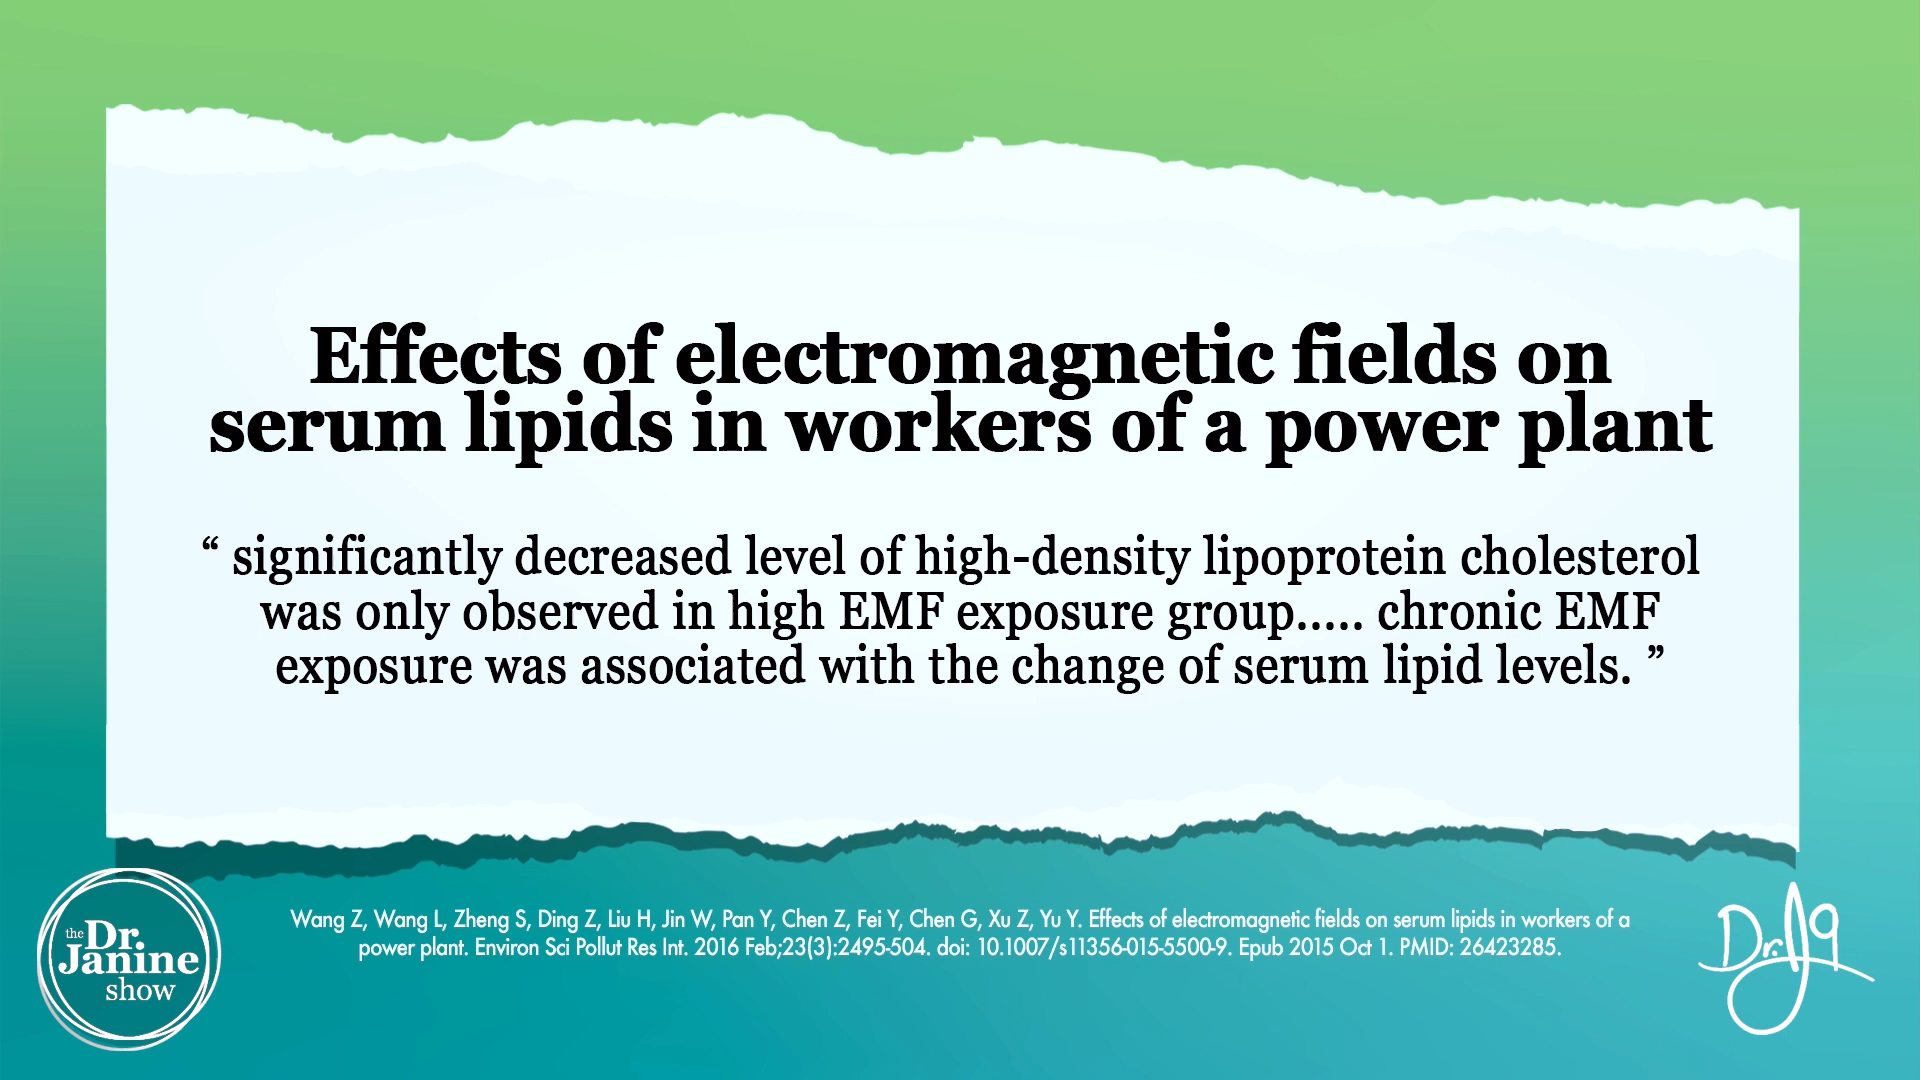 Effects of electromagnetic fields on
serum lipids in workers of a power plant
“ significantly decreased level of high-density lipoprotein cholesterol
was only observed in high EMF exposure group..... chronic EMF
exposure was associated with the change of serum lipid levels. ”
Wang Z, Wang L, Zheng S, Ding Z, Liu H, Jin W, Pan Y, Chen Z, Fei Y, Chen G, Xu Z, Yu Y. Effects of electromagnetic fields on serum lipids in workers of a
power plant. Environ Sci Pollut Res Int. 2016 Feb;23(3):2495-504. doi: 10.1007/s11356-015-5500-9. Epub 2015 Oct 1. PMID: 26423285.
the Dr.
Janine
show
Dr. J9